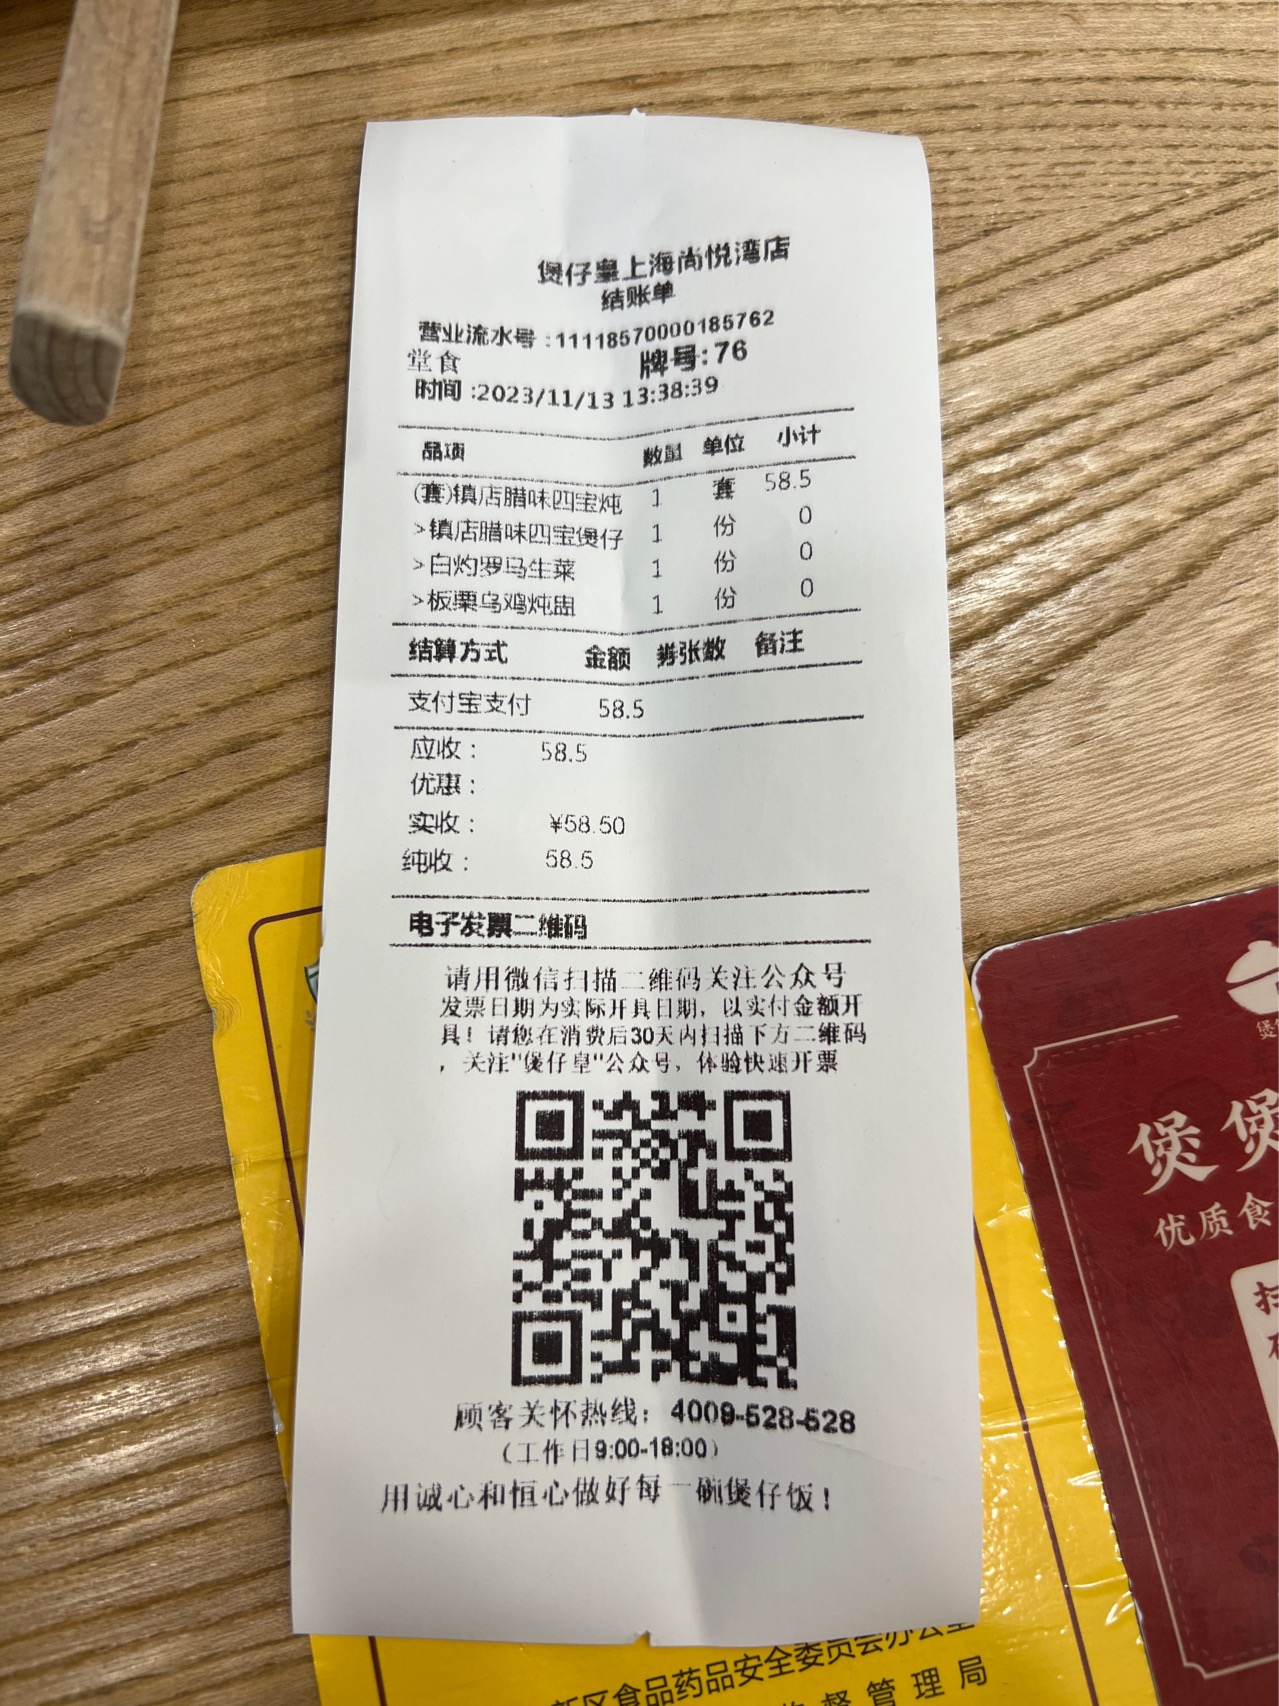 煲仔皇上海尚悦湾店
结账单
营业流水号:11118570000185762
堂食 牌号:76
时间:2023/11/13 13:38:39
品项 数量 单位 小计
(套)镇店腊味四宝炖 1 套 58.5
>镇店腊味四宝煲仔 1 份 0
>白灼罗马生菜 1 份 0
>板栗乌鸡炖盅 1 份 0
结算方式 金额 券张数 备注
支付宝支付 58.5
应收: 58.5
优惠:
实收: ¥58.50
纯收: 58.5
电子发票二维码
请用微信扫描二维码关注公众号
发票日期为实际开具日期，以实付金额开
具！请您在消费后30天内扫描下方二维码
，关注"煲仔皇"公众号，体验快速开票
顾客关怀热线：4009-528-528
（工作日9:00-18:00）
用诚心和恒心做好每一碗煲仔饭！
区食品药品安全委员会办公室
督管理局
煲
煲煲
优质食
扫